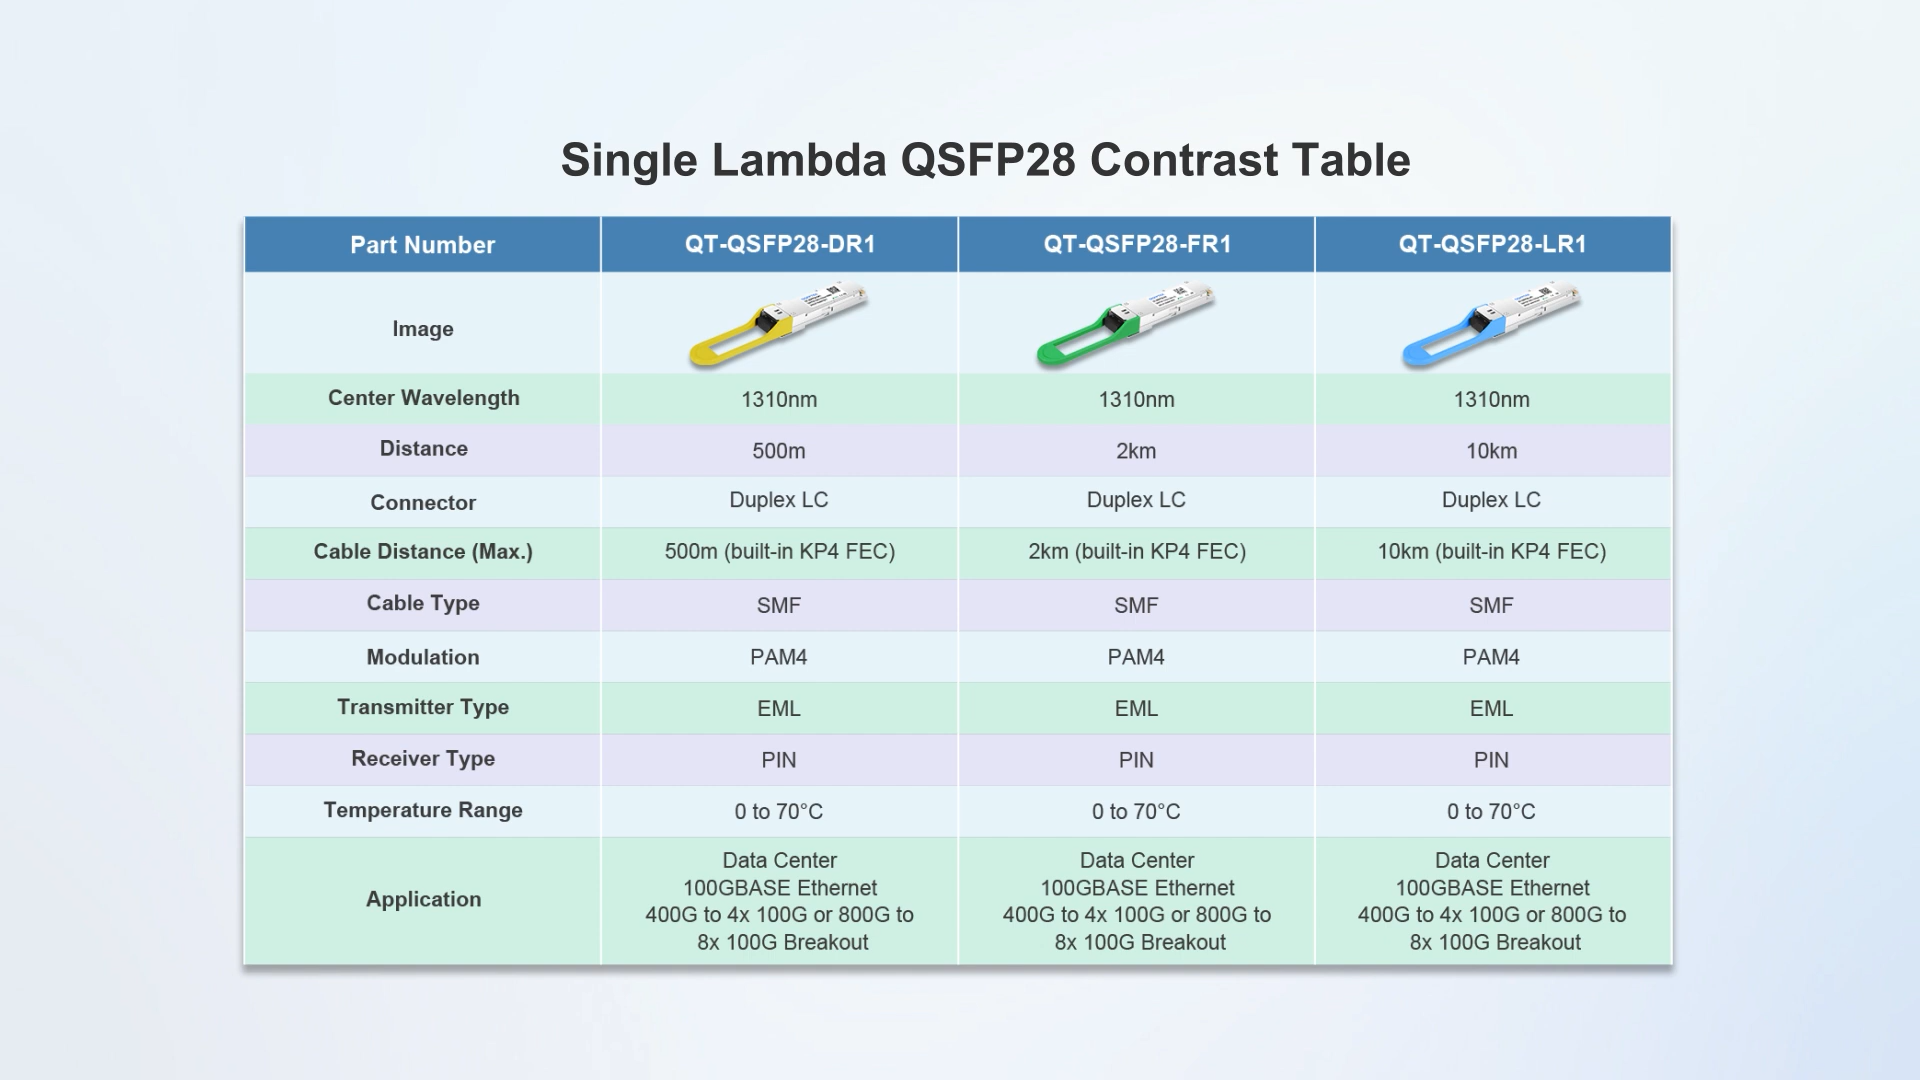 Single Lambda QSFP28 Contrast Table
Part Number
QT-QSFP28-DR1
QT-QSFP28-FR1
QT-QSFP28-LR1
Image
Center Wavelength
1310nm
1310nm
1310nm
Distance
500m
2km
10km
Connector
Duplex LC
Duplex LC
Duplex LC
Cable Distance (Max.)
500m (built-in KP4 FEC)
2km (built-in KP4 FEC)
10km (built-in KP4 FEC)
Cable Type
SMF
SMF
SMF
Modulation
PAM4
PAM4
PAM4
Transmitter Type
EML
EML
EML
Receiver Type
PIN
PIN
PIN
Temperature Range
0 to 70°C
0 to 70°C
0 to 70°C
Application
Data Center
100GBASE Ethernet
400G to 4x 100G or 800G to
8x 100G Breakout
Data Center
100GBASE Ethernet
400G to 4x 100G or 800G to
8x 100G Breakout
Data Center
100GBASE Ethernet
400G to 4x 100G or 800G to
8x 100G Breakout